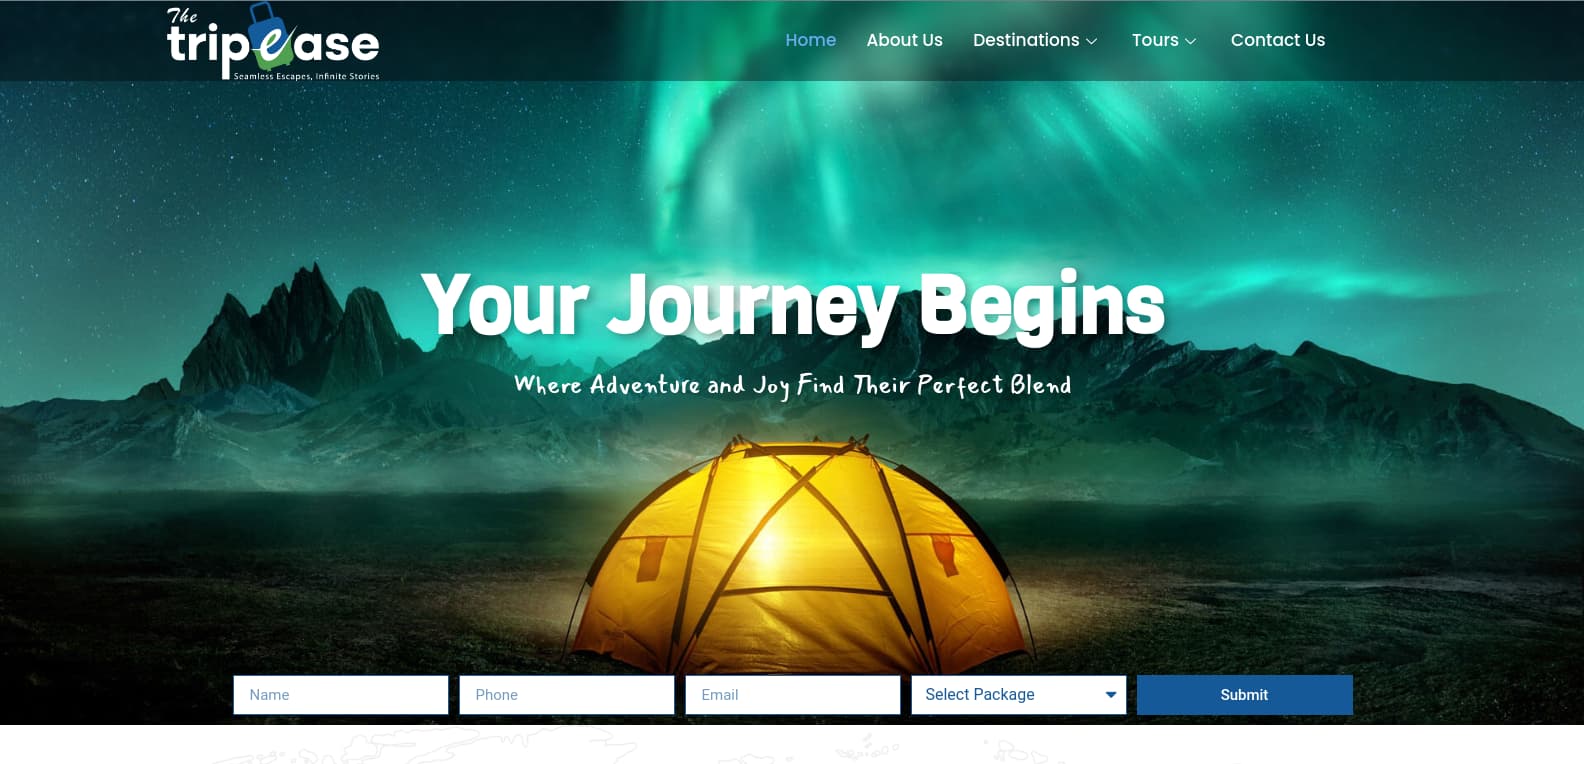 The
tripease
Seamless Escapes, Infinite Stories
Home About Us Destinations Tours Contact Us
Your Journey Begins
Where Adventure and Joy Find Their Perfect Blend
Name Phone Email Select Package Submit